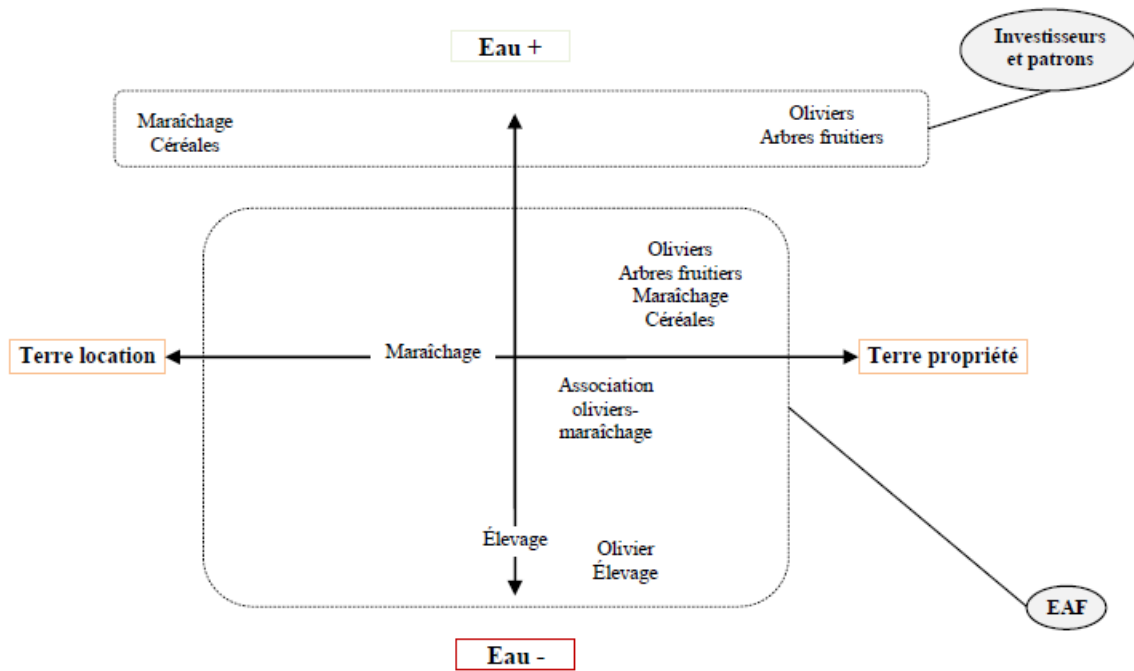 Eau +
Investisseurs
et patrons
Maraîchage
Céréales
Oliviers
Arbres fruitiers
Oliviers
Arbres fruitiers
Maraîchage
Céréales
Terre location
Maraîchage
Terre propriété
Association
oliviers-
maraîchage
Élevage
Olivier
Élevage
EAF
Eau -